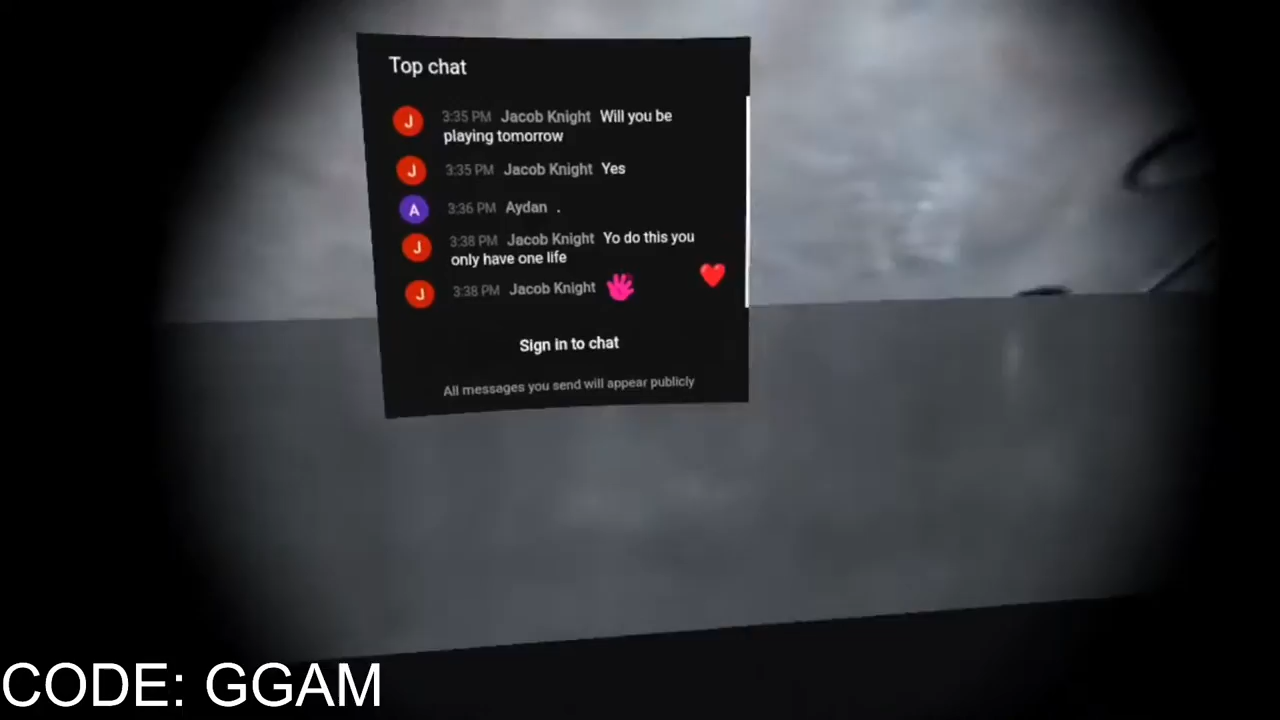 Top chat
J 3:35 PM Jacob Knight Will you be
playing tomorrow
J 3:35 PM Jacob Knight Yes
A 3:36 PM Aydan .
J 3:38 PM Jacob Knight Yo do this you
only have one life
J 3:38 PM Jacob Knight
Sign in to chat
All messages you send will appear publicly
CODE: GGAM